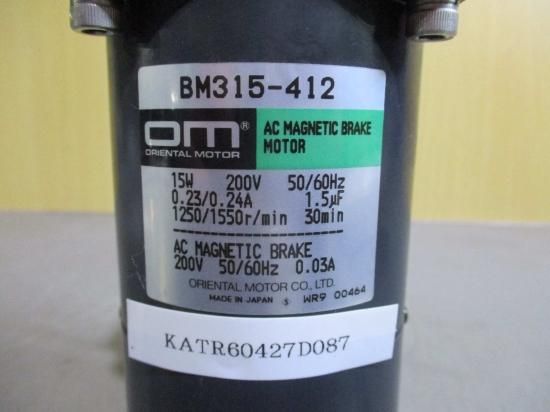 BM315-412
om®
ORIENTAL MOTOR
AC MAGNETIC BRAKE
MOTOR
15W 200V 50/60Hz
0.23/0.24A 1.5μF
1250/1550r/min 30min
AC MAGNETIC BRAKE
200V 50/60Hz 0.03A
ORIENTAL MOTOR CO., LTD.
MADE IN JAPAN Ⓢ WR9 00464
KATR60427D087